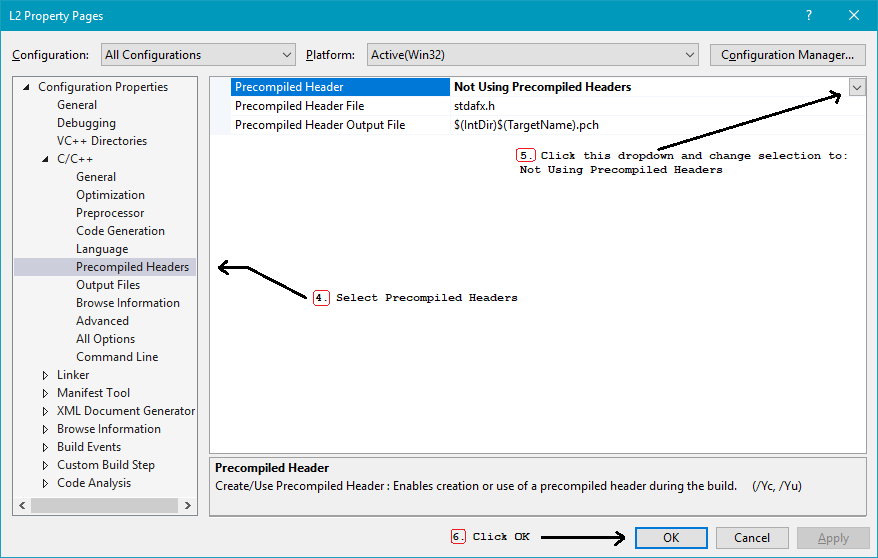 L2 Property Pages
Configuration: All Configurations Platform: Active(Win32) Configuration Manager...
Configuration Properties
General
Debugging
VC++ Directories
C/C++
General
Optimization
Preprocessor
Code Generation
Language
Precompiled Headers
Output Files
Browse Information
Advanced
All Options
Command Line
Linker
Manifest Tool
XML Document Generator
Browse Information
Build Events
Custom Build Step
Code Analysis
Precompiled Header Not Using Precompiled Headers
Precompiled Header File stdafx.h
Precompiled Header Output File $(IntDir)$(TargetName).pch
5. Click this dropdown and change selection to:
Not Using Precompiled Headers
4. Select Precompiled Headers
Precompiled Header
Create/Use Precompiled Header : Enables creation or use of a precompiled header during the build. (/Yc, /Yu)
6. Click OK
OK Cancel Apply